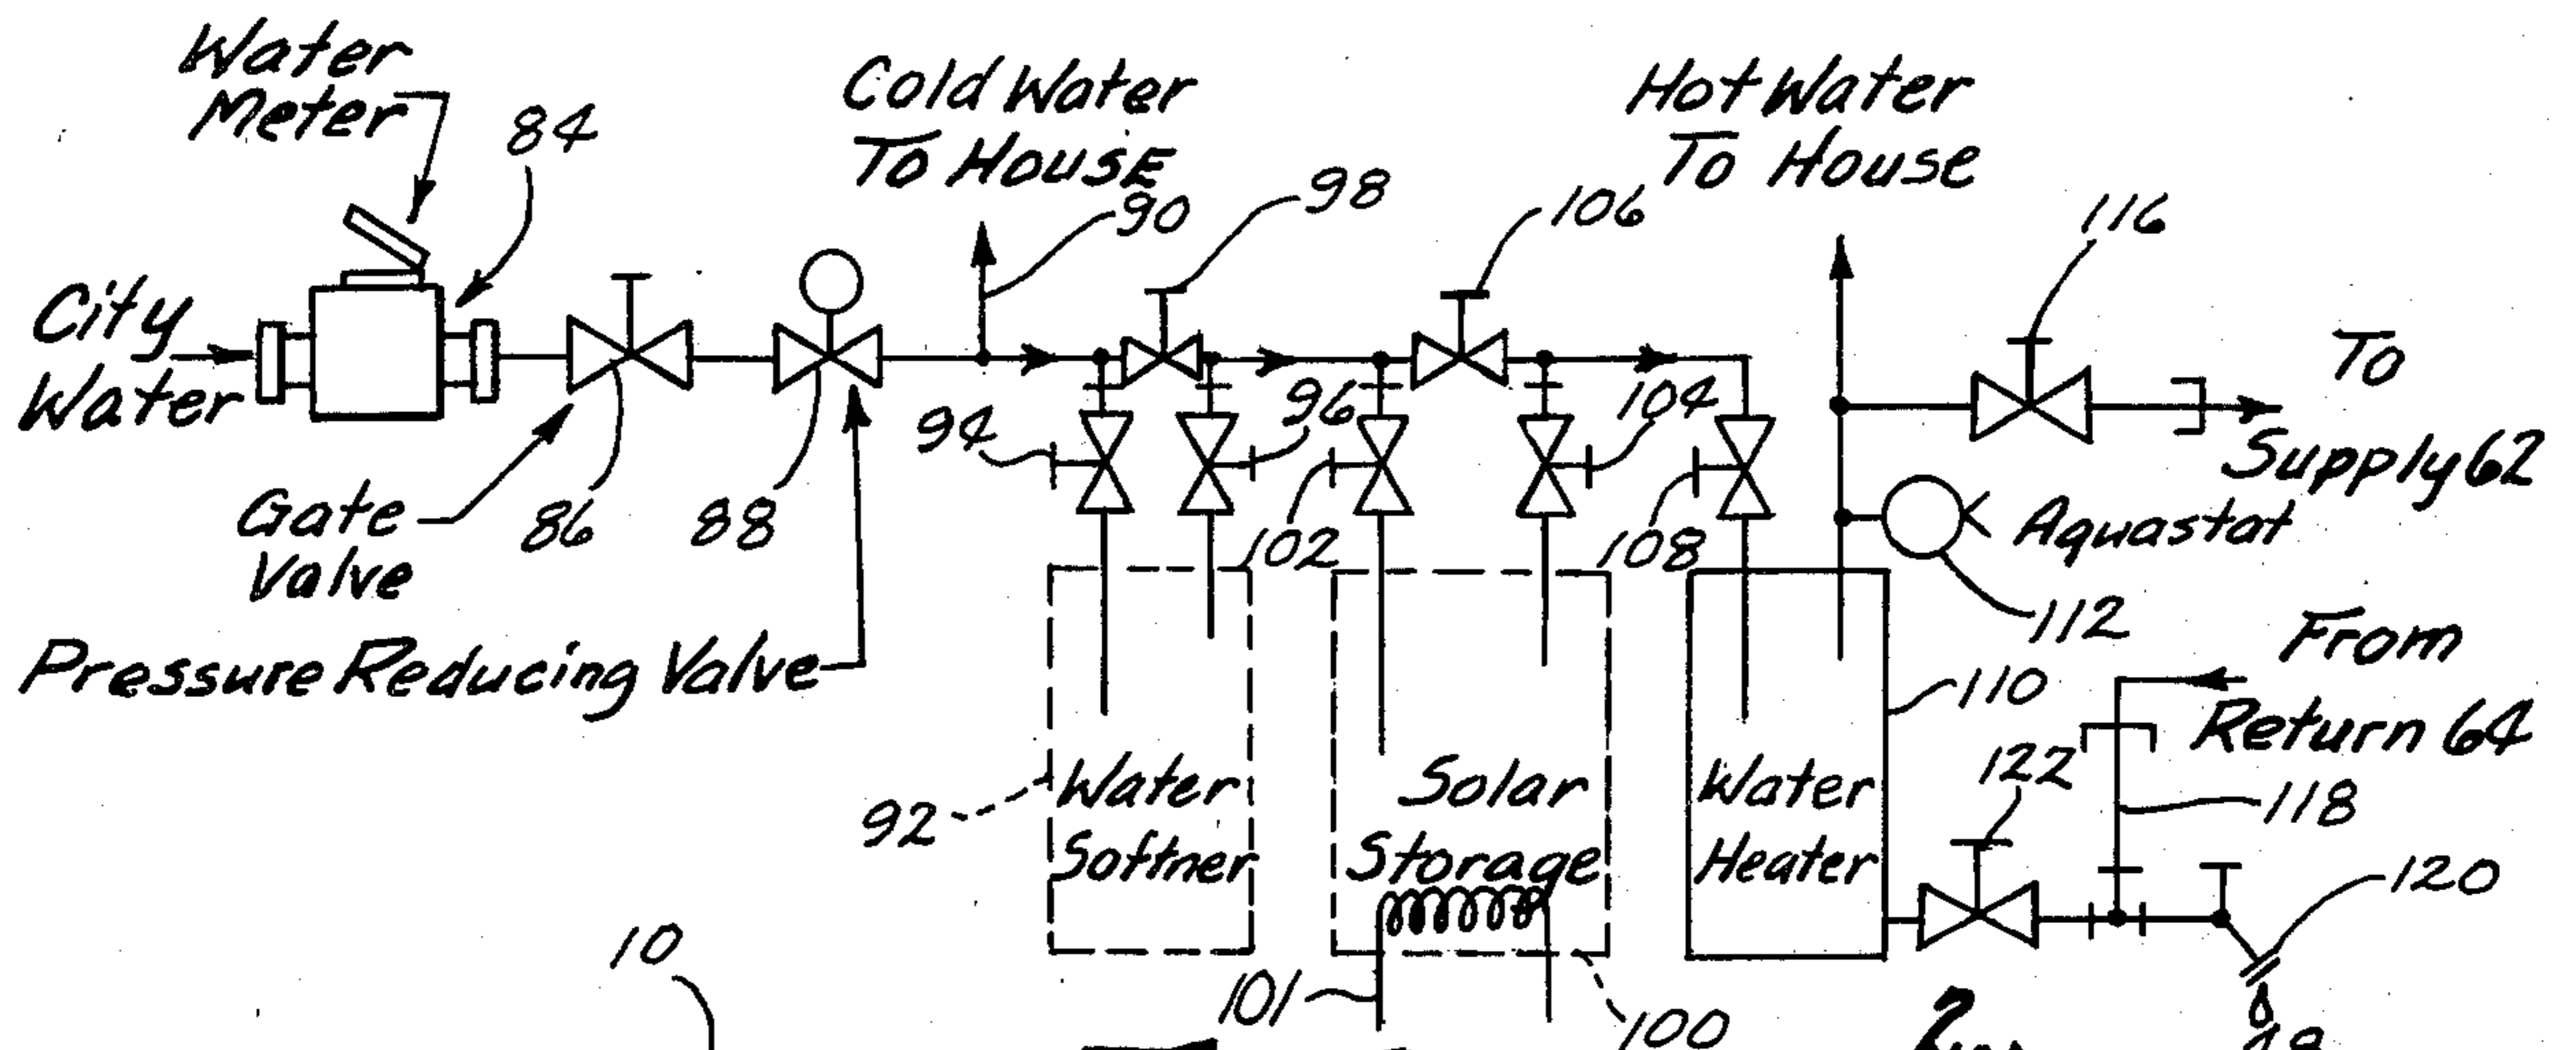 Water
Meter
84
Cold Water
To House
90
98
106
Hot Water
To House
116
City
Water
To
Supply 62
94
96
104
Gate
Valve
86
88
102
108
Aquastat
112
Pressure Reducing Valve
From
Return 64
110
122
118
92
Water
Softner
Solar
Storage
Water
Heater
120
10
101
100